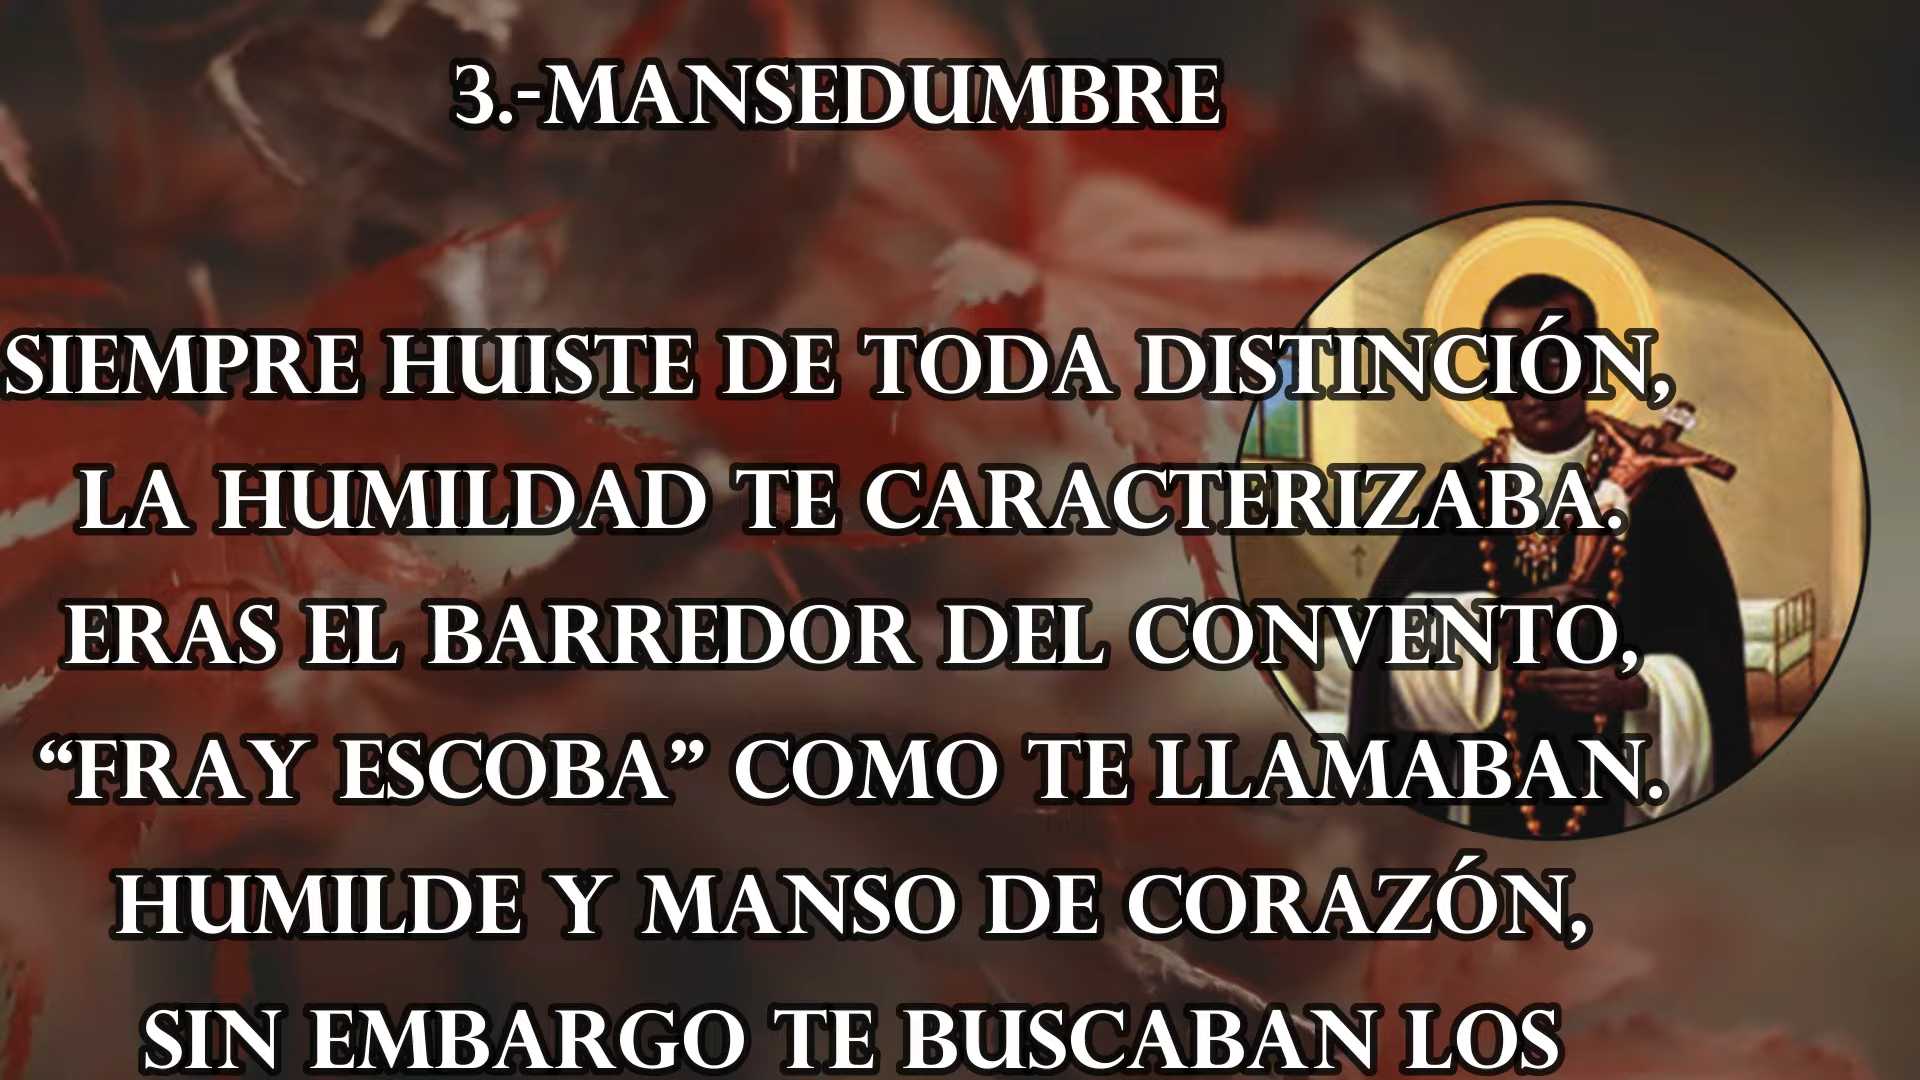 3.-MANSEDUMBRE
SIEMPRE HUISTE DE TODA DISTINCIÓN,
LA HUMILDAD TE CARACTERIZABA.
ERAS EL BARREDOR DEL CONVENTO,
“FRAY ESCOBA” COMO TE LLAMABAN.
HUMILDE Y MANSO DE CORAZÓN,
SIN EMBARGO TE BUSCABAN LOS